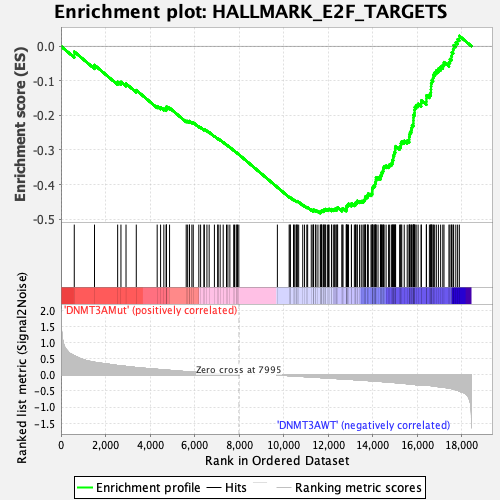 Enrichment plot: HALLMARK_E2F_TARGETS
Enrichment score (ES)
0.0
-0.1
-0.2
-0.3
-0.4
-0.5
'DNMT3AMut' (positively correlated)
Ranked list metric (Signal2Noise)
2.0
1.5
1.0
0.5
0.0
-0.5
-1.0
-1.5
Zero cross at 7995
'DNMT3AWT' (negatively correlated)
0 2,000 4,000 6,000 8,000 10,000 12,000 14,000 16,000 18,000
Rank in Ordered Dataset
Enrichment profile Hits Ranking metric scores